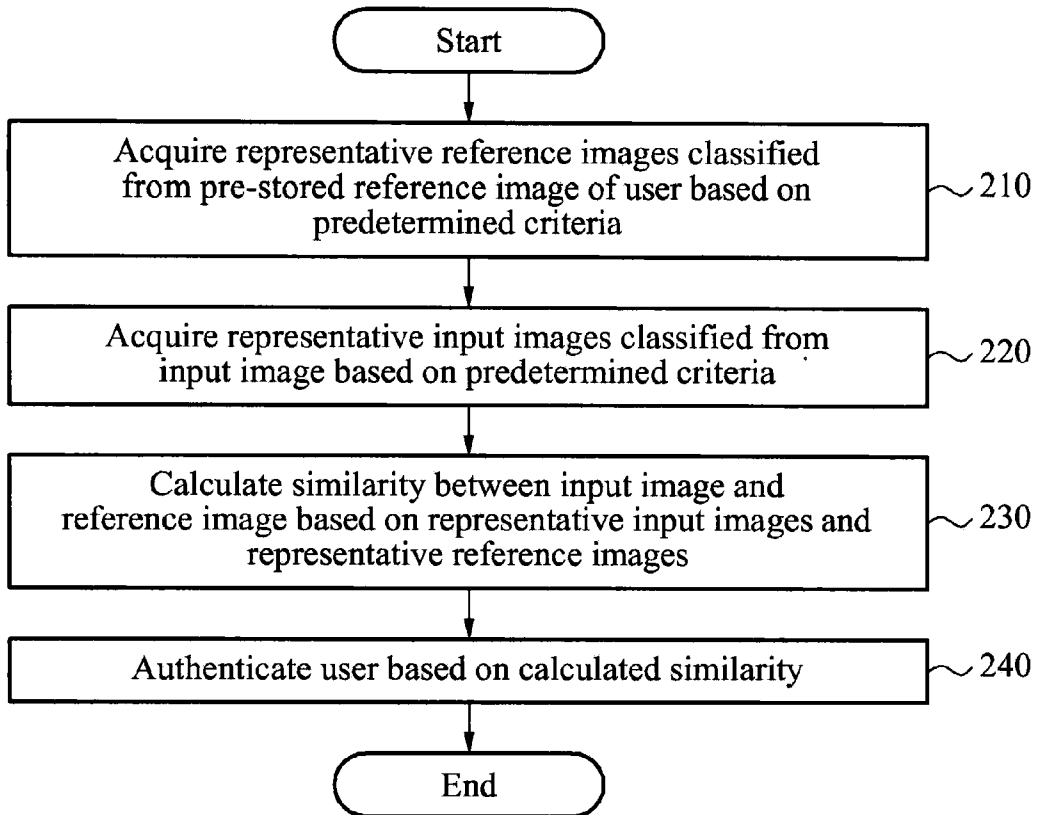 Start
Acquire representative reference images classified
from pre-stored reference image of user based on
predetermined criteria
210
Acquire representative input images classified from
input image based on predetermined criteria
220
Calculate similarity between input image and
reference image based on representative input images and
representative reference images
230
Authenticate user based on calculated similarity
240
End